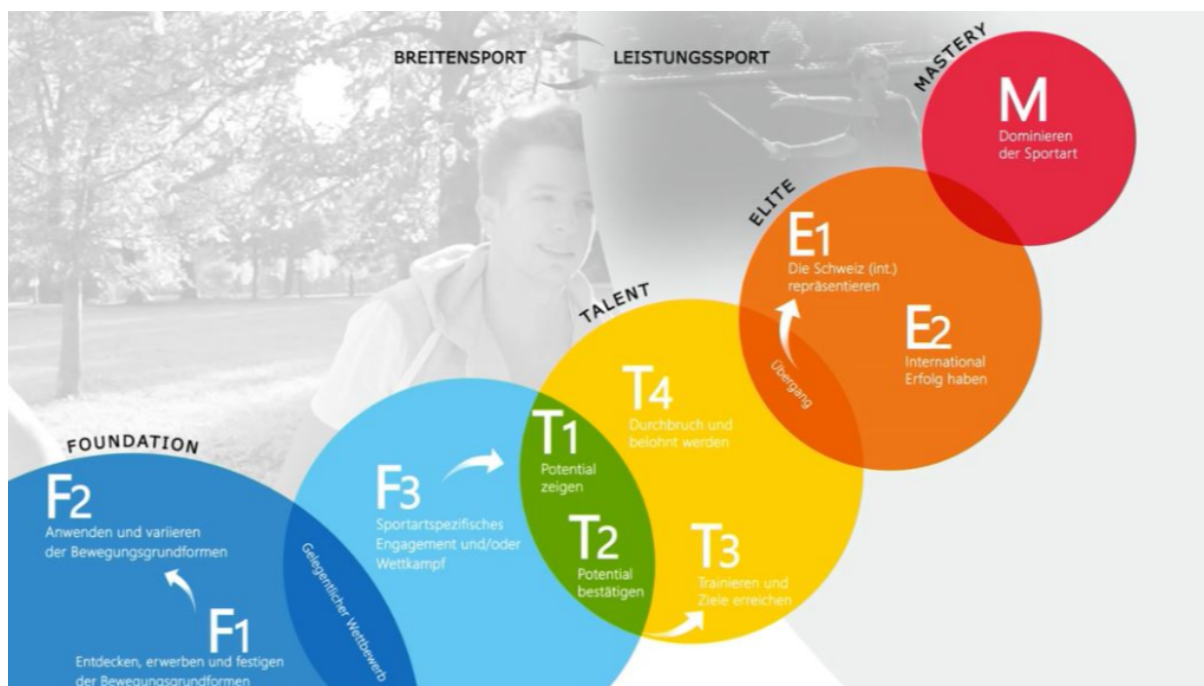 BREITENSPORT
LEISTUNGSSPORT
FOUNDATION
F2
Anwenden und variieren
der Bewegungsgrundformen
F1
Entdecken, erwerben und festigen
der Bewegungsgrundformen
Gelegentlicher Wettbewerb
F3
Sportartspezifisches
Engagement und/oder
Wettkampf
TALENT
T1
Potential
zeigen
T2
Potential
bestätigen
T3
Trainieren und
Ziele erreichen
T4
Durchbruch und
belohnt werden
Übergang
ELITE
E1
Die Schweiz (int.)
repräsentieren
E2
International
Erfolg haben
MASTERY
M
Dominieren
der Sportart